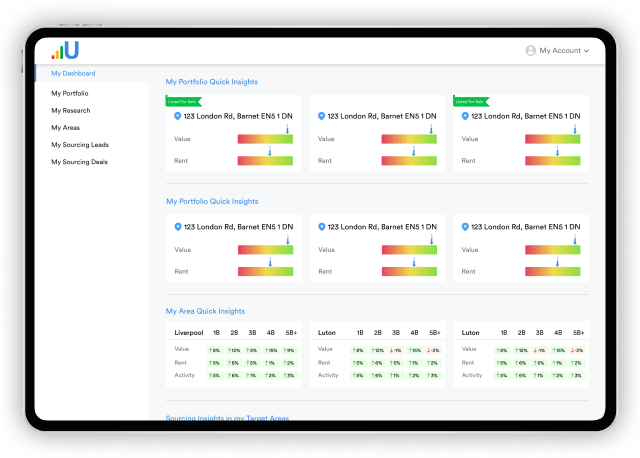 U
My Account
My Dashboard
My Portfolio
My Research
My Areas
My Sourcing Leads
My Sourcing Deals
My Portfolio Quick Insights
Listed For Sale
123 London Rd, Barnet EN5 1 DN
Value
Rent
123 London Rd, Barnet EN5 1 DN
Value
Rent
Listed For Sale
123 London Rd, Barnet EN5 1 DN
Value
Rent
My Portfolio Quick Insights
123 London Rd, Barnet EN5 1 DN
Value
Rent
123 London Rd, Barnet EN5 1 DN
Value
Rent
123 London Rd, Barnet EN5 1 DN
Value
Rent
My Area Quick Insights
Liverpool 1B 2B 3B 4B 5B+
Value ↑8% ↑12% ↑5% ↑15% ↑9%
Rent ↑5% ↑6% ↑5% ↑1% ↑2%
Activity ↑5% ↑6% ↑1% ↑2% ↑3%
Luton 1B 2B 3B 4B 5B+
Value ↑8% ↑12% ↓-1% ↑15% ↓-2%
Rent ↑5% ↑6% ↑5% ↑1% ↑2%
Activity ↑5% ↑6% ↑1% ↑2% ↑3%
Luton 1B 2B 3B 4B 5B+
Value ↑8% ↑12% ↓-1% ↑15% ↓-2%
Rent ↑5% ↑6% ↑5% ↑1% ↑2%
Activity ↑5% ↑6% ↑1% ↑2% ↑3%
Sourcing Insights in my Target Areas